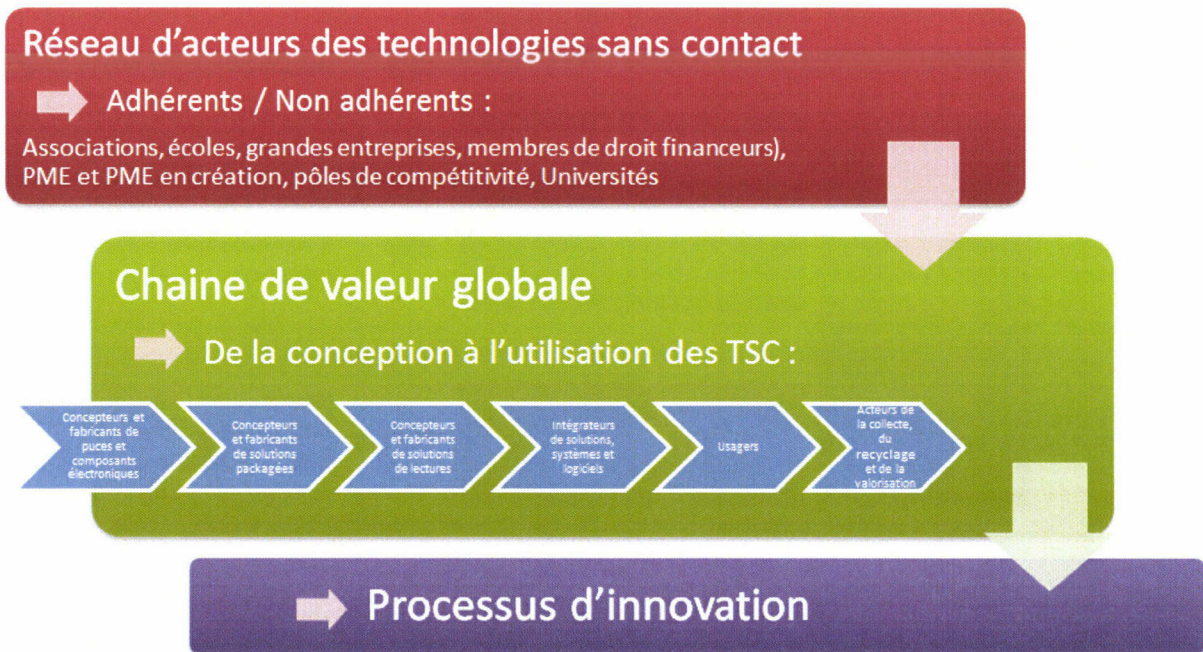 Réseau d'acteurs des technologies sans contact
Adhérents / Non adhérents :
Associations, écoles, grandes entreprises, membres de droit financeurs),
PME et PME en création, pôles de compétitivité, Universités
Chaine de valeur globale
De la conception à l'utilisation des TSC :
Concepteurs et
fabricants de
puces et
composants
électroniques
Concepteurs
et fabricants
de solutions
packagées
Concepteurs
et fabricants
de solutions
de lectures
Intégrateurs
de solutions,
systèmes et
logiciels
Usagers
Acteurs de
la collecte,
du
recyclage
et de la
valorisation
Processus d'innovation